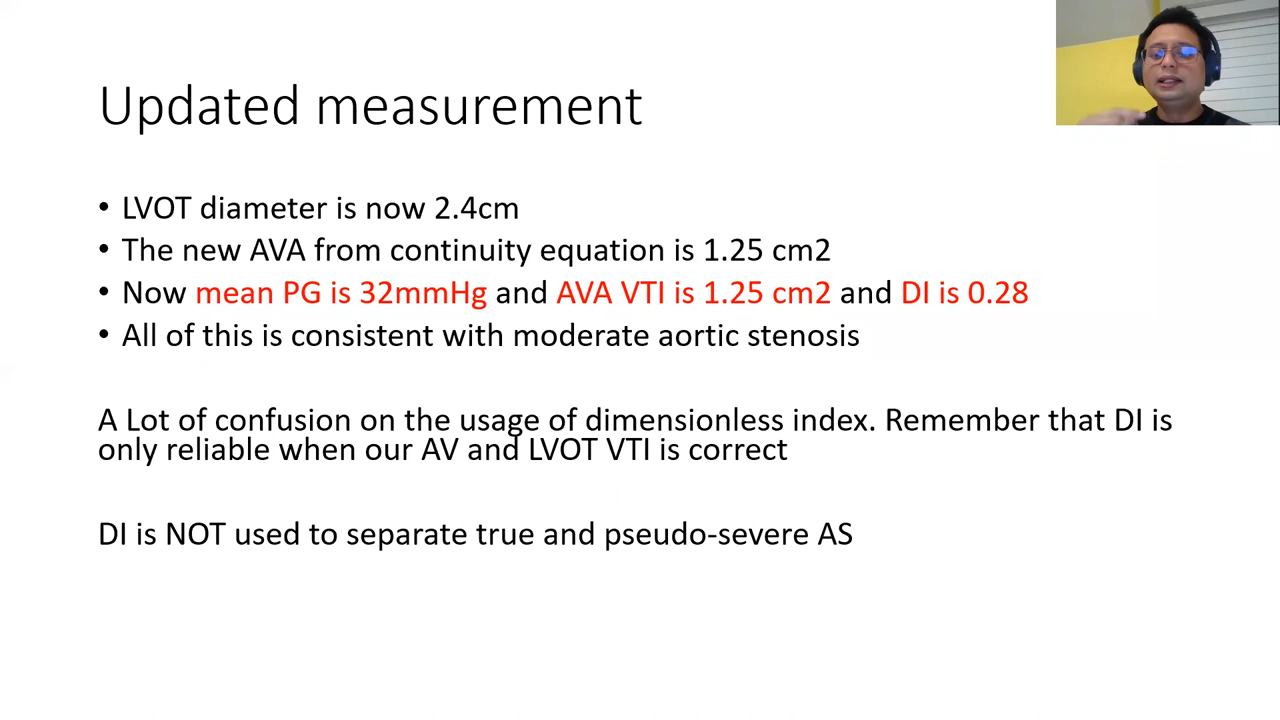 Updated measurement
• LVOT diameter is now 2.4cm
• The new AVA from continuity equation is 1.25 cm2
• Now mean PG is 32mmHg and AVA VTI is 1.25 cm2 and DI is 0.28
• All of this is consistent with moderate aortic stenosis
A Lot of confusion on the usage of dimensionless index. Remember that DI is
only reliable when our AV and LVOT VTI is correct
DI is NOT used to separate true and pseudo-severe AS